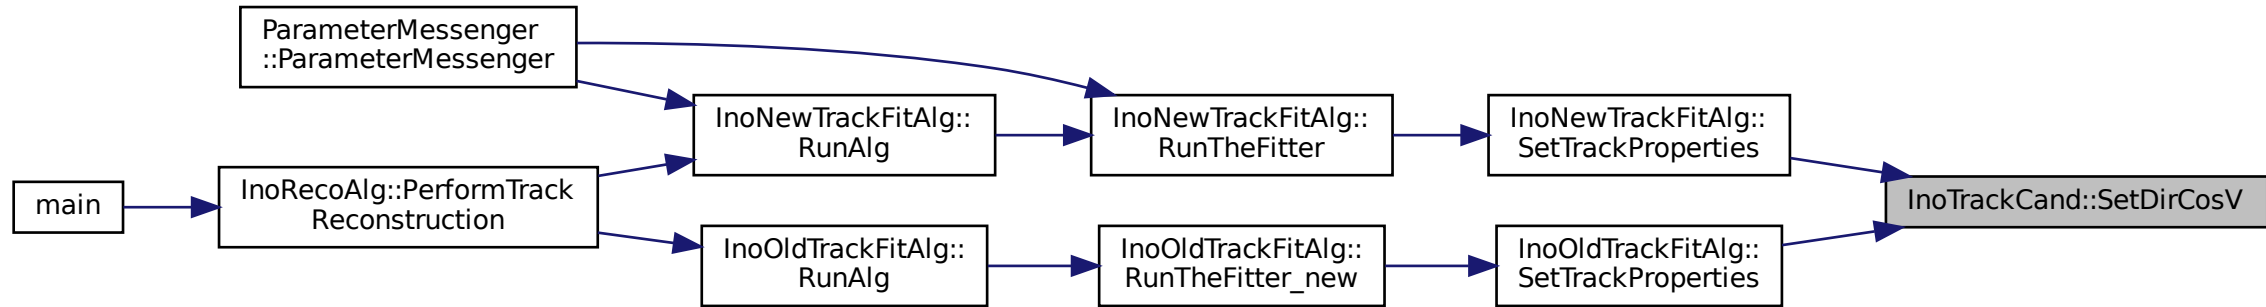 ParameterMessenger
::ParameterMessenger
InoNewTrackFitAlg::
RunAlg
InoNewTrackFitAlg::
RunTheFitter
InoNewTrackFitAlg::
SetTrackProperties
main
InoRecoAlg::PerformTrack
Reconstruction
InoTrackCand::SetDirCosV
InoOldTrackFitAlg::
RunAlg
InoOldTrackFitAlg::
RunTheFitter_new
InoOldTrackFitAlg::
SetTrackProperties